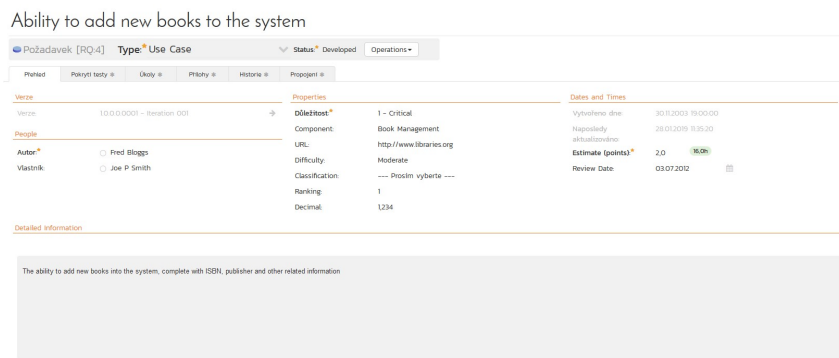 Ability to add new books to the system
Požadavek [RQ:4] Type:* Use Case Status:* Developed Operations
Přehled Pokrytí testy Úkoly Přílohy Historie Propojení
Verze
Verze: 1.0.0.0.0001 - Iteration 001
People
Autor:* Fred Bloggs
Vlastník: Joe P Smith
Properties
Důležitost:* 1 - Critical
Component: Book Management
URL: http://www.libraries.org
Difficulty: Moderate
Classification: --- Prosím vyberte ---
Ranking: 1
Decimal: 1,234
Dates and Times
Vytvořeno dne: 30.11.2003 19:00:00
Naposledy
aktualizováno: 28.01.2019 11:35:20
Estimate (points):* 2,0 16,0h
Review Date: 03.07.2012
Detailed Information
The ability to add new books into the system, complete with ISBN, publisher and other related information